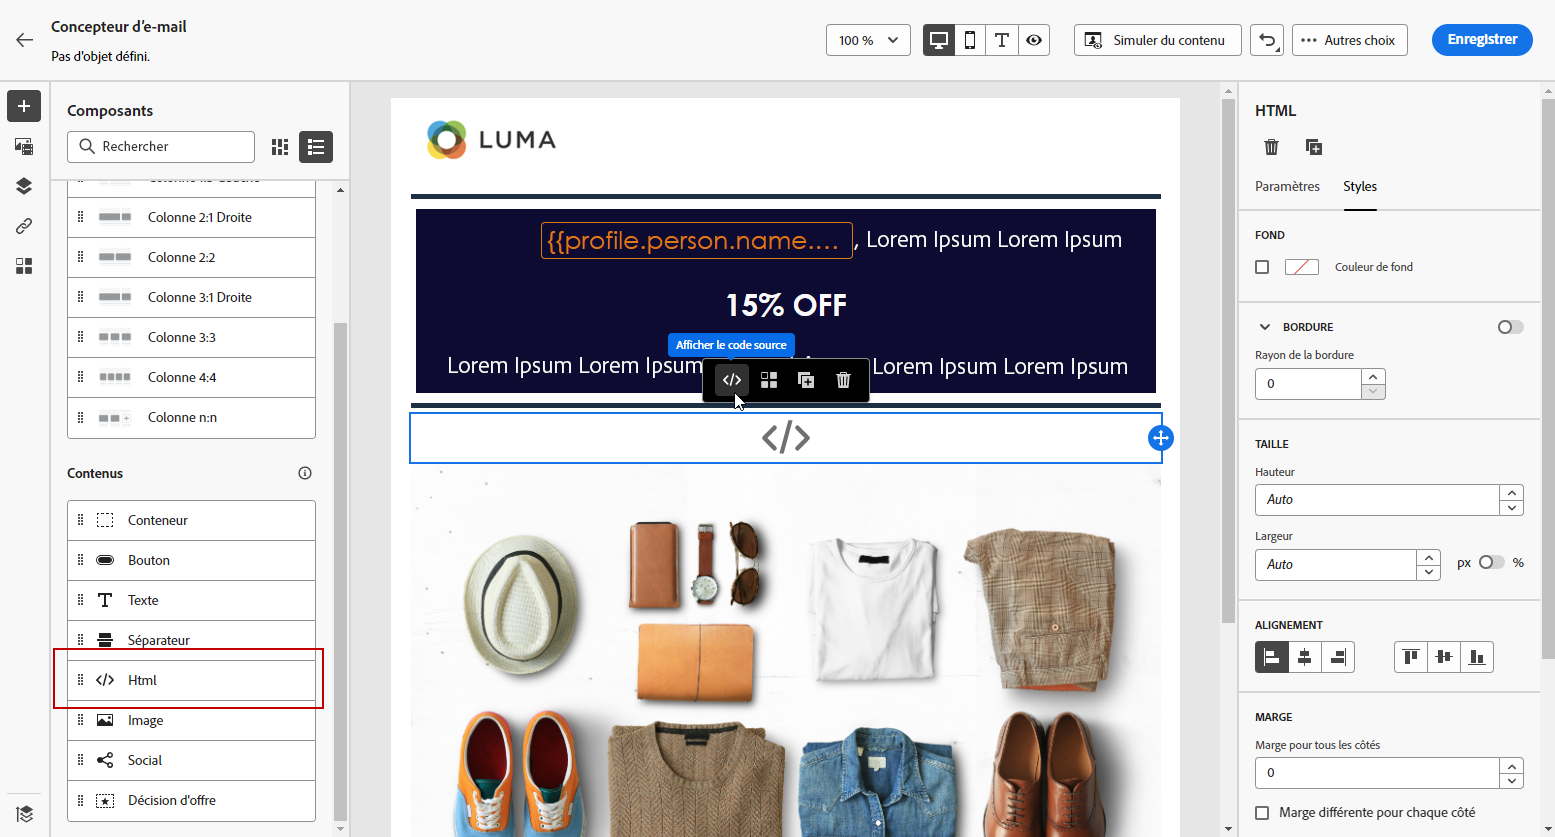 Concepteur d'e-mail
Pas d'objet défini.
100 %
Simuler du contenu
Autres choix
Enregistrer
Composants
Rechercher
Colonne 2:1 Droite
Colonne 2:2
Colonne 3:1 Droite
Colonne 3:3
Colonne 4:4
Colonne n:n
Contenus
Conteneur
Bouton
Texte
Séparateur
Html
Image
Social
Décision d'offre
LUMA
{{profile.person.name.... , Lorem Ipsum Lorem Ipsum
15% OFF
Afficher le code source
Lorem Ipsum Lorem Ipsum Lorem Ipsum Lorem Ipsum
HTML
Paramètres
Styles
FOND
Couleur de fond
BORDURE
Rayon de la bordure
0
TAILLE
Hauteur
Auto
Largeur
Auto
px %
ALIGNEMENT
MARGE
Marge pour tous les côtés
0
Marge différente pour chaque côté